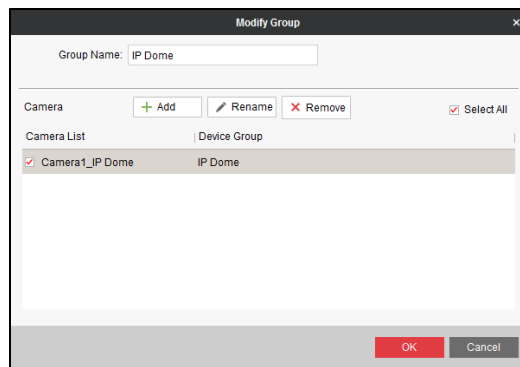 Modify Group
Group Name: IP Dome
Camera + Add Rename Remove Select All
Camera List Device Group
Camera1_IP Dome IP Dome
OK Cancel